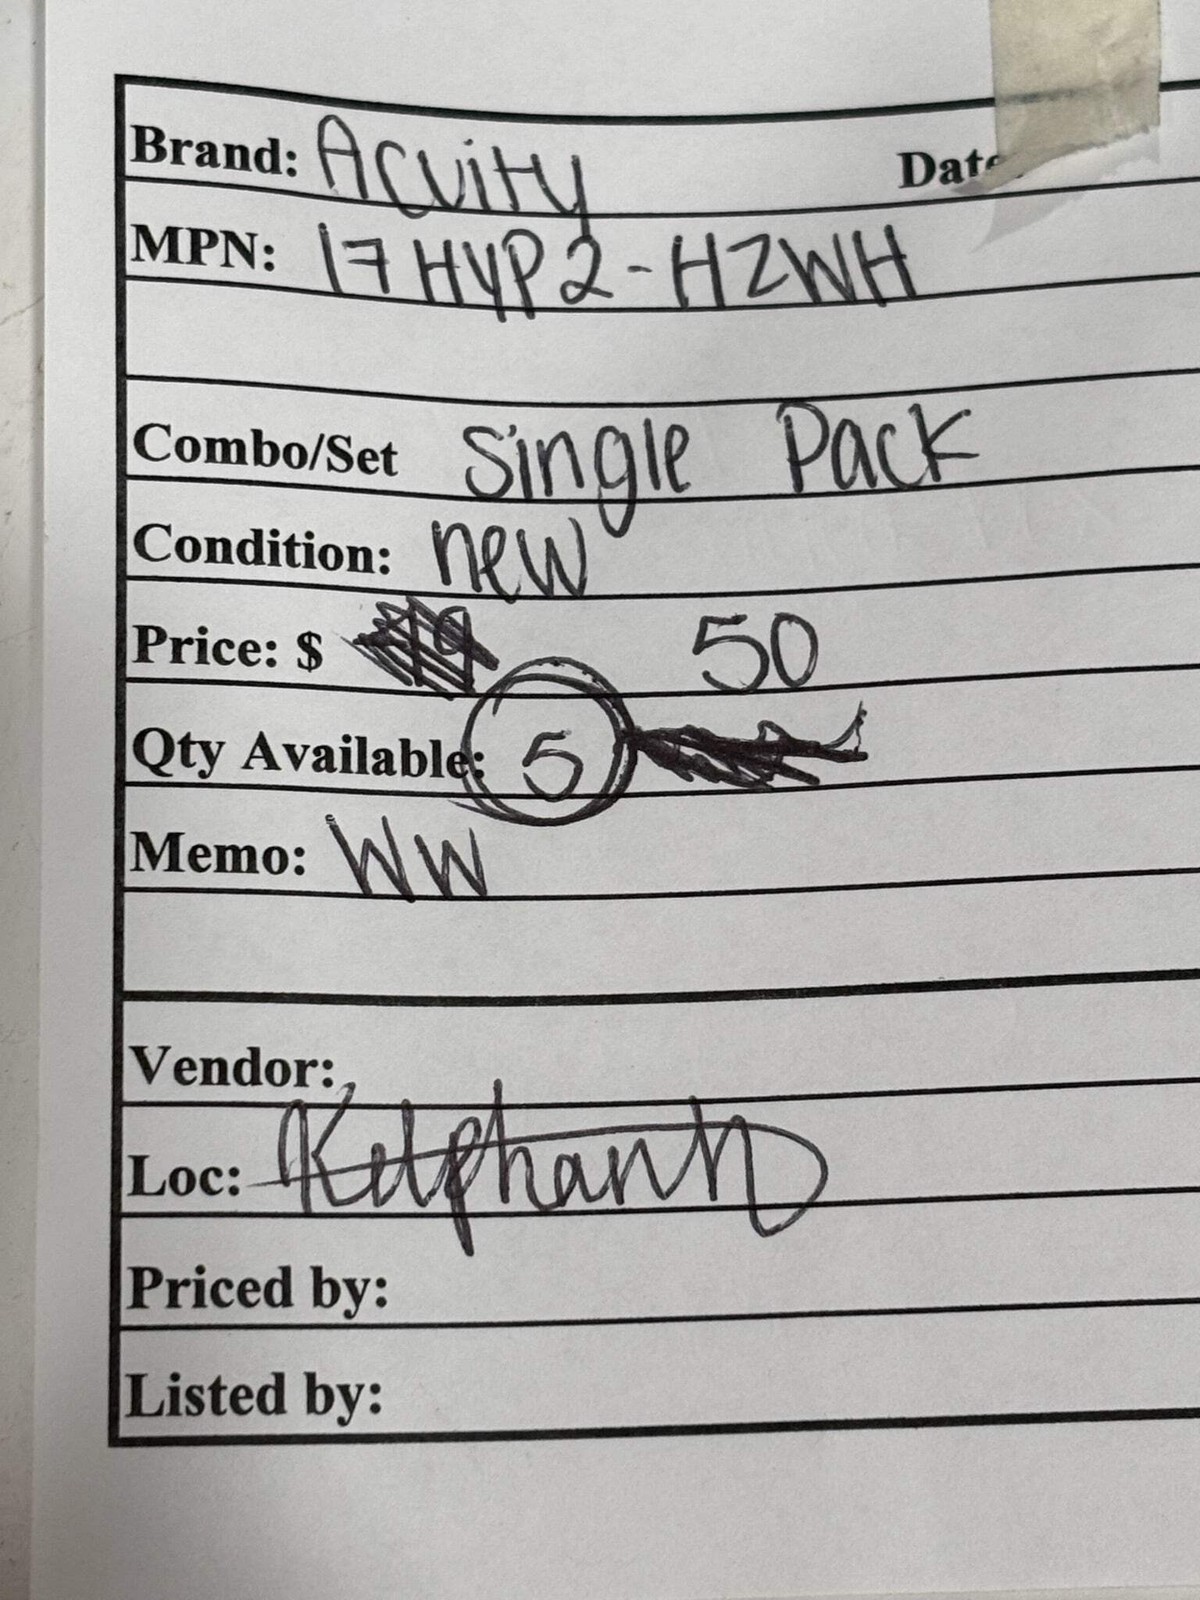 Brand: Acuity Date
MPN: 17HYP2-HZWH
Combo/Set Single Pack
Condition: new
Price: $ 50
Qty Available: 5
Memo: WW
Vendor:
Loc:
Priced by:
Listed by: